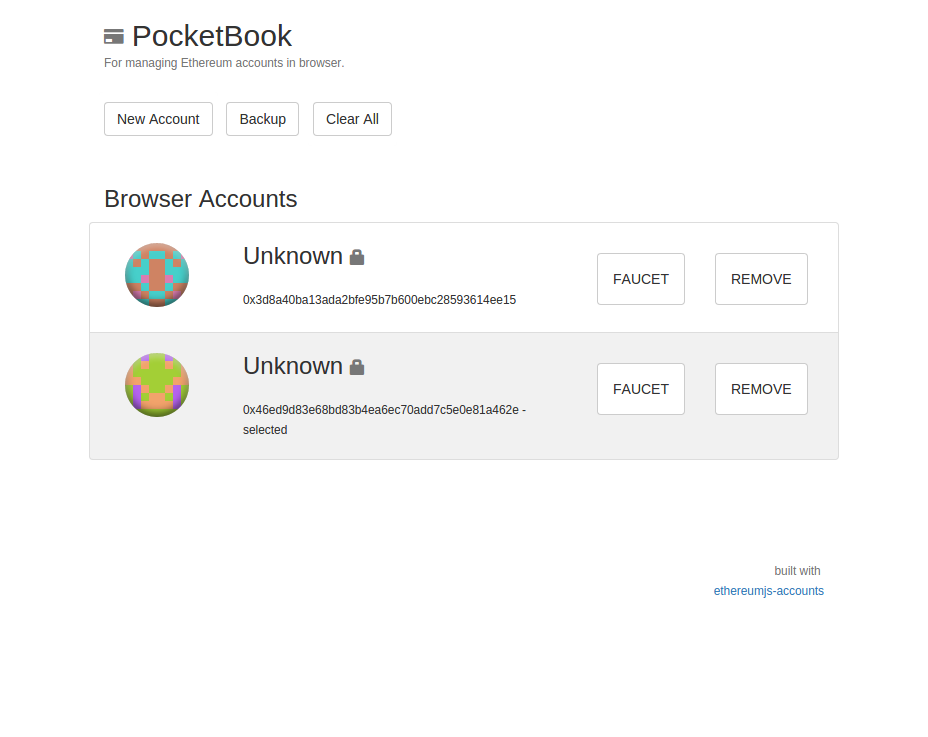 PocketBook
For managing Ethereum accounts in browser.
New Account Backup Clear All
Browser Accounts
Unknown
0x3d8a40ba13ada2bfe95b7b600ebc28593614ee15
FAUCET REMOVE
Unknown
0x46ed9d83e68bd83b4ea6ec70add7c5e0e81a462e -
selected
FAUCET REMOVE
built with
ethereumjs-accounts